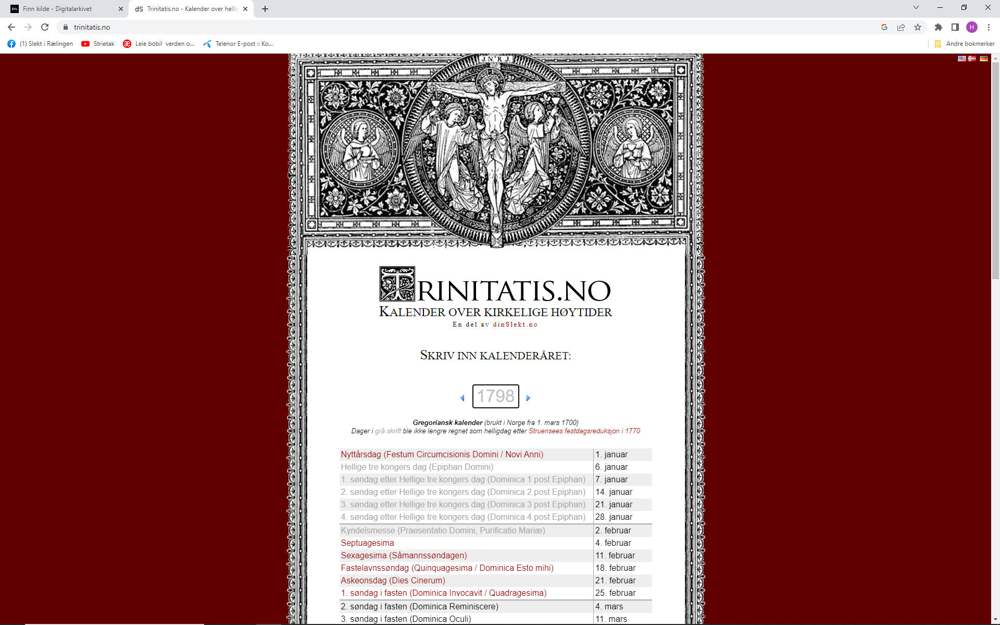 DA Finn kilde - Digitalarkivet
dS Trinitatis.no - Kalender over hellig
trinitatis.no
H
(1) Slekt i Rælingen
Strietak
æ Leie bobil verden o...
Telenor E-post :: Ko...
Andre bokmerker
J.N.R.J.
TRINITATIS.NO
KALENDER OVER KIRKELIGE HØYTIDER
En del av dinSlekt.no
SKRIV INN KALENDERÅRET:
1798
Gregoriansk kalender (brukt i Norge fra 1. mars 1700)
Dager i grå skrift ble ikke lengre regnet som helligdag etter Struensees festdagsreduksjon i 1770
Nyttårsdag (Festum Circumcisionis Domini / Novi Anni) 1. januar
Hellige tre kongers dag (Epiphan Domini) 6. januar
1. søndag etter Hellige tre kongers dag (Dominica 1 post Epiphan) 7. januar
2. søndag etter Hellige tre kongers dag (Dominica 2 post Epiphan) 14. januar
3. søndag etter Hellige tre kongers dag (Dominica 3 post Epiphan) 21. januar
4. søndag etter Hellige tre kongers dag (Dominica 4 post Epiphan) 28. januar
Kyndelsmesse (Praesentatio Domini, Purificatio Mariæ) 2. februar
Septuagesima 4. februar
Sexagesima (Såmannssøndagen) 11. februar
Fastelavnssøndag (Quinquagesima / Dominica Esto mihi) 18. februar
Askeonsdag (Dies Cinerum) 21. februar
1. søndag i fasten (Dominica Invocavit / Quadragesima) 25. februar
2. søndag i fasten (Dominica Reminiscere) 4. mars
3. søndag i fasten (Dominica Oculi) 11. mars